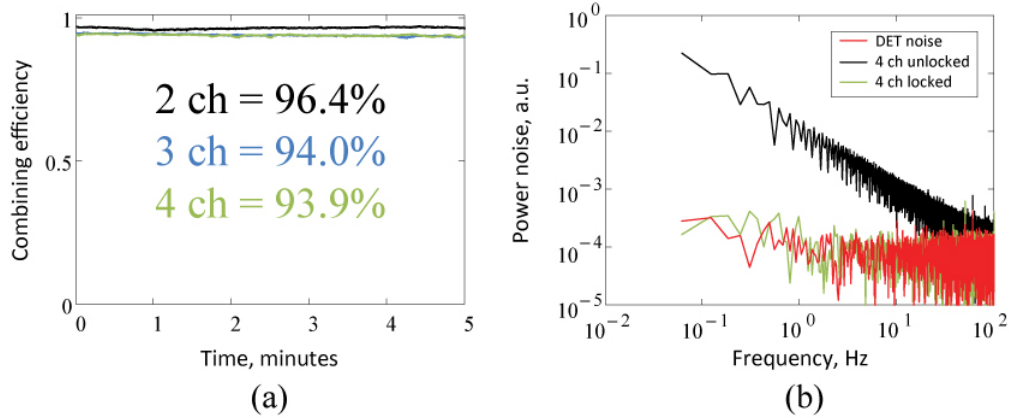 1
0.5
0
0 1 2 3 4 5
Combining efficiency
Time, minutes
2 ch = 96.4%
3 ch = 94.0%
4 ch = 93.9%
(a)
10^0
10^-1
10^-2
10^-3
10^-4
10^-5
10^-2 10^-1 10^0 10^1 10^2
Power noise, a.u.
Frequency, Hz
DET noise
4 ch unlocked
4 ch locked
(b)